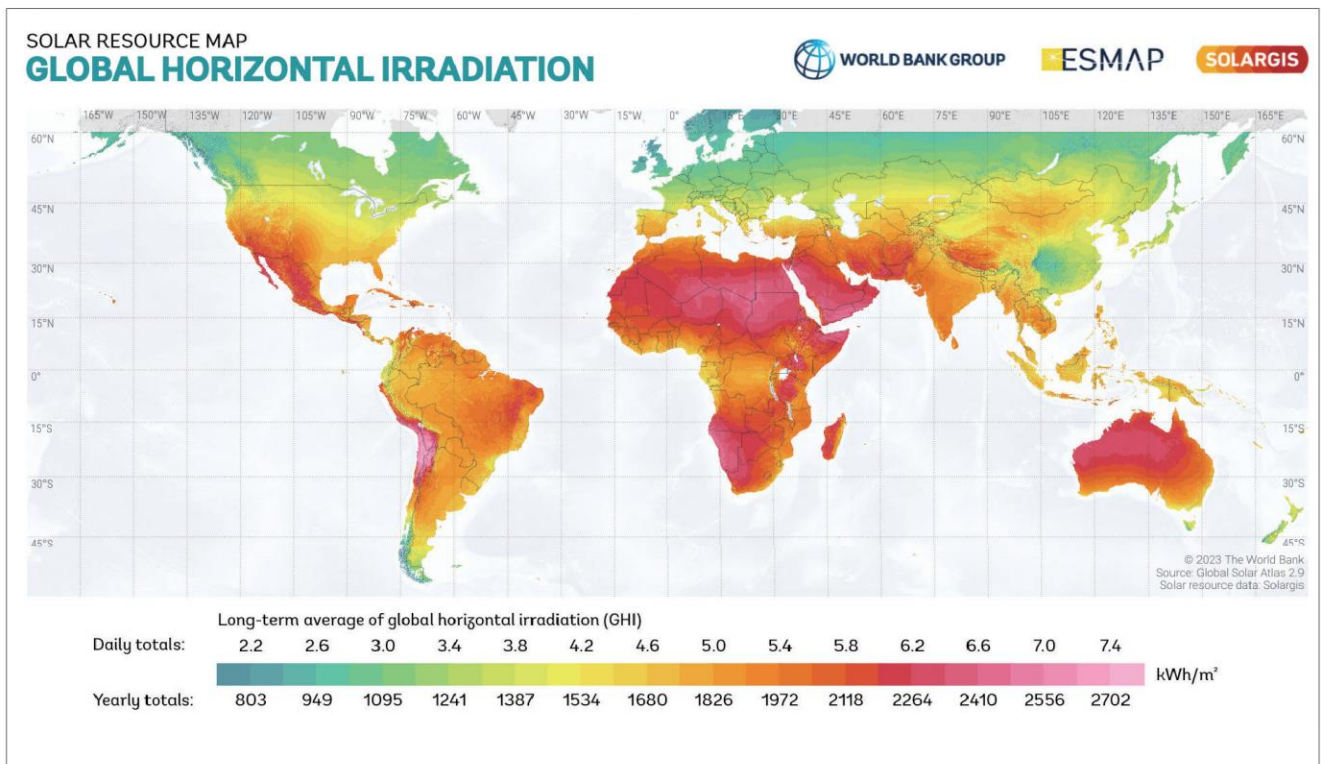 SOLAR RESOURCE MAP
GLOBAL HORIZONTAL IRRADIATION
WORLD BANK GROUP
ESMAP
SOLARGIS
165°W 150°W 135°W 120°W 105°W 90°W 75°W 60°W 45°W 30°W 15°W 0° 15°E 30°E 45°E 60°E 75°E 90°E 105°E 120°E 135°E 150°E 165°E
60°N 60°N
45°N 45°N
30°N 30°N
15°N 15°N
0° 0°
15°S 15°S
30°S 30°S
45°S 45°S
© 2023 The World Bank
Source: Global Solar Atlas 2.9
Solar resource data: Solargis
Long-term average of global horizontal irradiation (GHI)
Daily totals: 2.2 2.6 3.0 3.4 3.8 4.2 4.6 5.0 5.4 5.8 6.2 6.6 7.0 7.4
kWh/m²
Yearly totals: 803 949 1095 1241 1387 1534 1680 1826 1972 2118 2264 2410 2556 2702